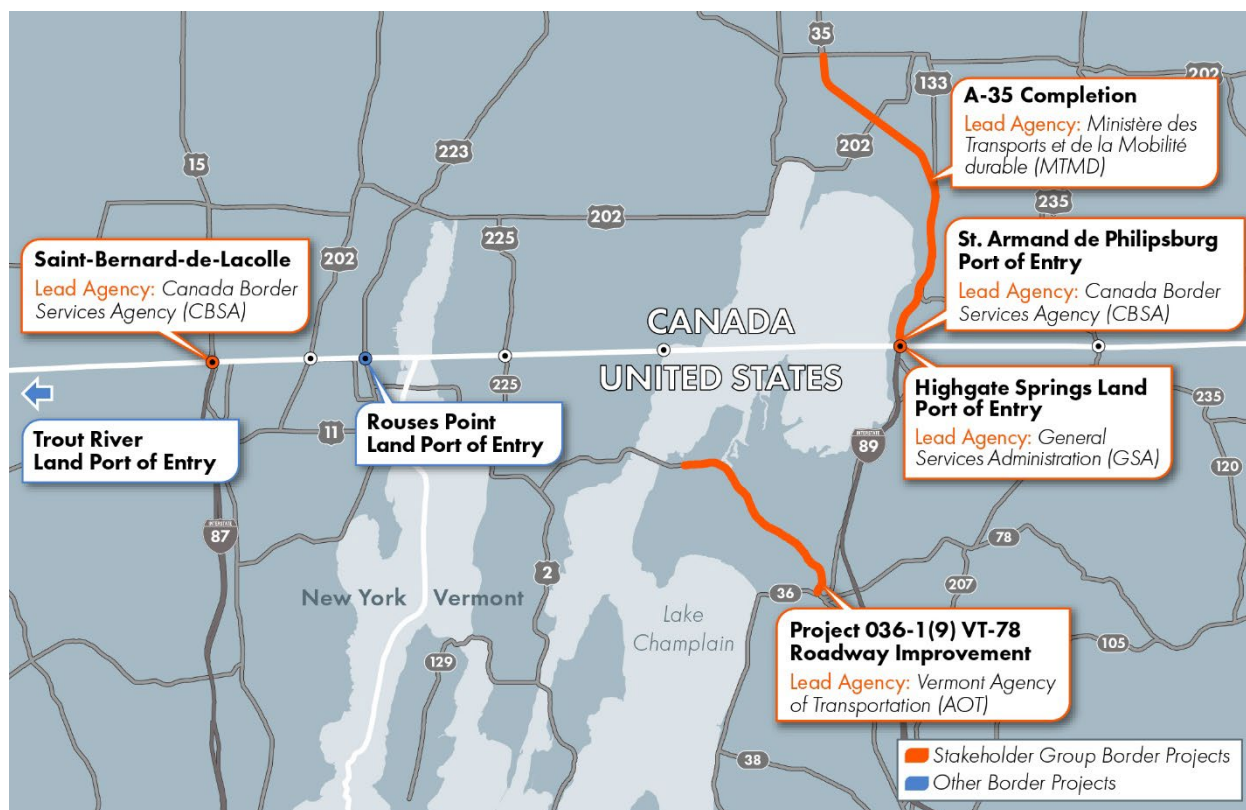 35
133
202
A-35 Completion
Lead Agency: Ministère des
Transports et de la Mobilité
durable (MTMD)
223
202
15
235
202
225
St. Armand de Philipsburg
Port of Entry
Lead Agency: Canada Border
Services Agency (CBSA)
Saint-Bernard-de-Lacolle
Lead Agency: Canada Border
Services Agency (CBSA)
202
CANADA
UNITED STATES
225
Highgate Springs Land
Port of Entry
Lead Agency: General
Services Administration (GSA)
235
Rouses Point
Land Port of Entry
Trout River
Land Port of Entry
11
INTERSTATE
89
120
INTERSTATE
87
78
2
207
36
New York
Vermont
Lake
Champlain
Project 036-1(9) VT-78
Roadway Improvement
Lead Agency: Vermont Agency
of Transportation (AOT)
105
129
38
Stakeholder Group Border Projects
Other Border Projects